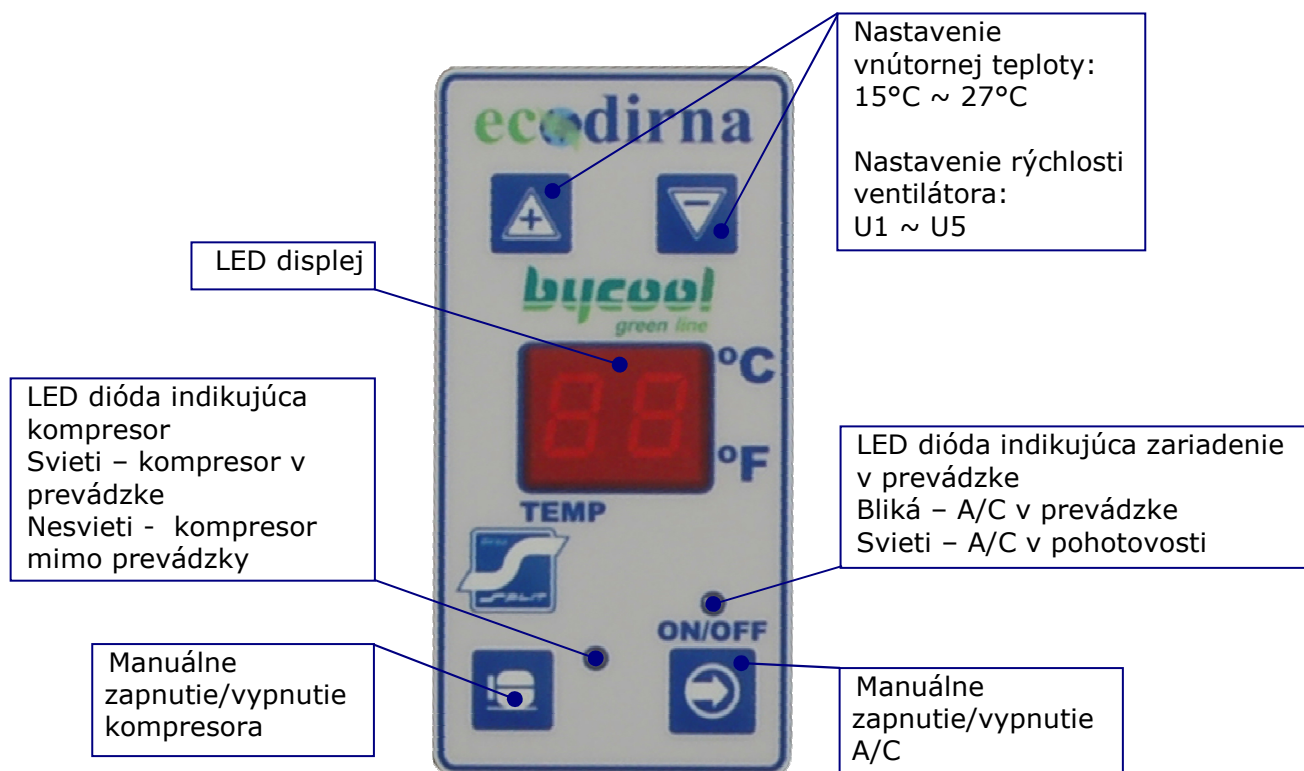 Nastavenie
vnútornej teploty:
15°C ~ 27°C
Nastavenie rýchlosti
ventilátora:
U1 ~ U5
ecodirna
+
−
LED displej
bycool
green line
88
°C
°F
TEMP
LED dióda indikujúca
kompresor
Svieti – kompresor v
prevádzke
Nesvieti - kompresor
mimo prevádzky
LED dióda indikujúca zariadenie
v prevádzke
Bliká – A/C v prevádzke
Svieti – A/C v pohotovosti
SPLIT
ON/OFF
Manuálne
zapnutie/vypnutie
kompresora
Manuálne
zapnutie/vypnutie
A/C